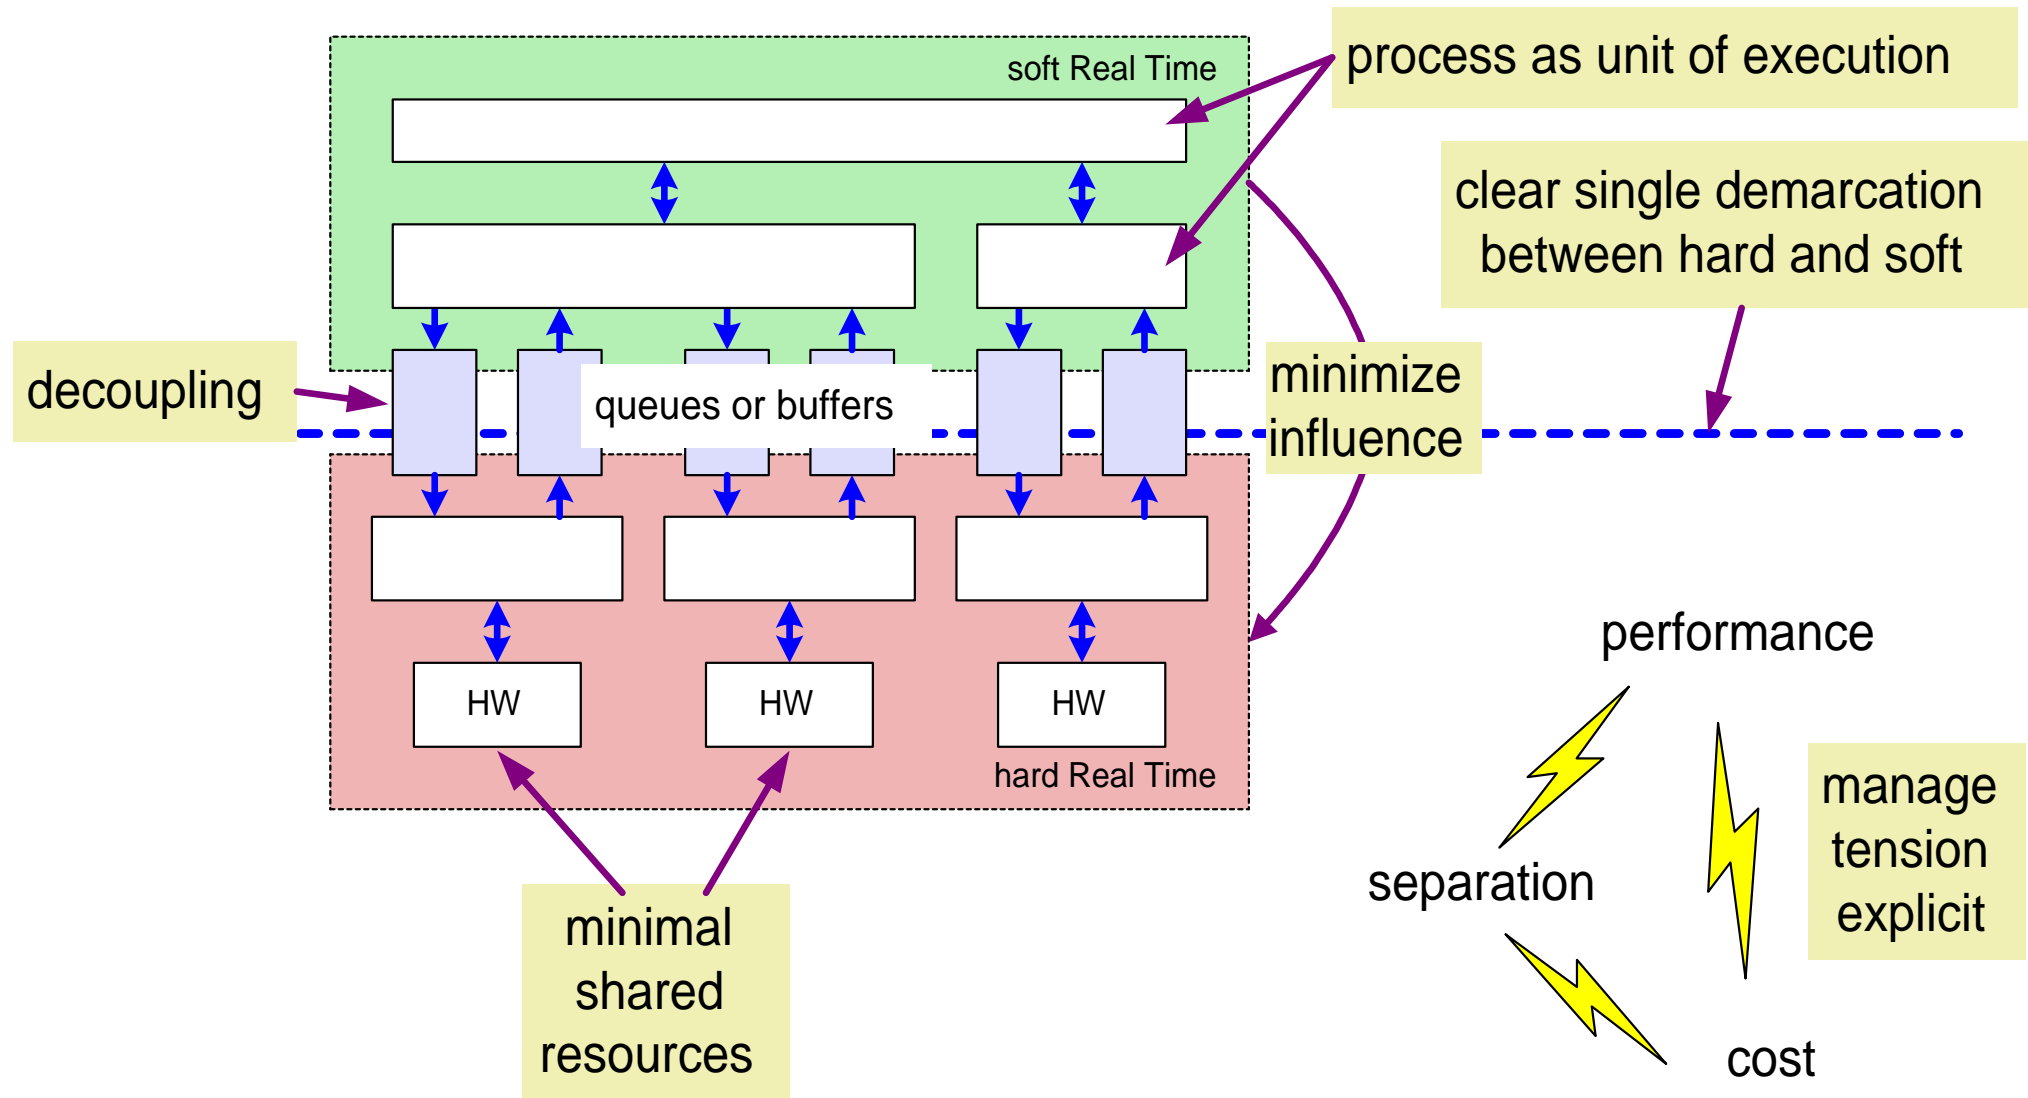 soft Real Time
process as unit of execution
clear single demarcation
between hard and soft
decoupling
queues or buffers
minimize
influence
HW
HW
HW
hard Real Time
minimal
shared
resources
performance
separation
cost
manage
tension
explicit